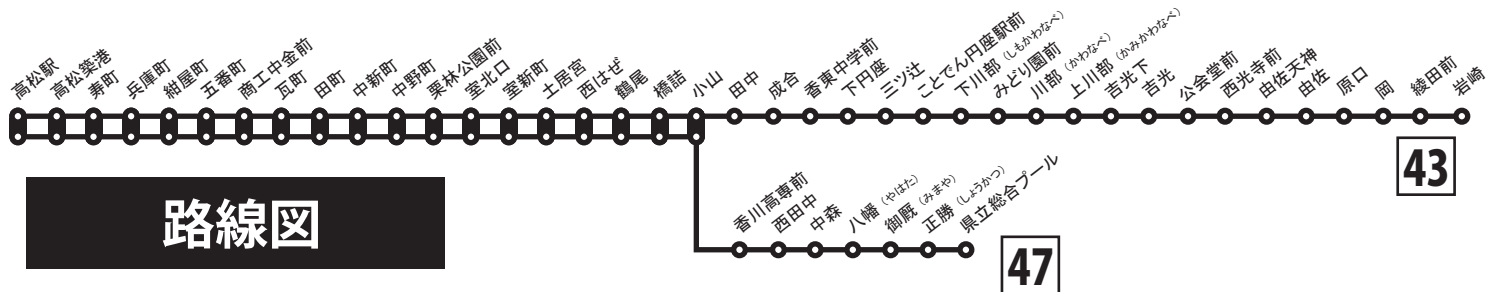 高松駅
高松築港
寿町
兵庫町
紺屋町
五番町
商工中金前
瓦町
田町
中新町
中野町
栗林公園前
室北口
室新町
土居宮
西はぜ
鶴尾
橋詰
小山
田中
成合
香東中学前
下円座
三ツ辻
ことでん円座駅前
下川部(しもかわなべ)
みどり園前
川部(かわなべ)
上川部(かみかわなべ)
吉光下
吉光
公会堂前
西光寺前
由佐天神
由佐
原口
岡
綾田前
岩崎
43
香川高専前
西田中
中森
八幡(やはた)
御厩(みまや)
正勝(しょうかつ)
県立総合プール
47
路線図